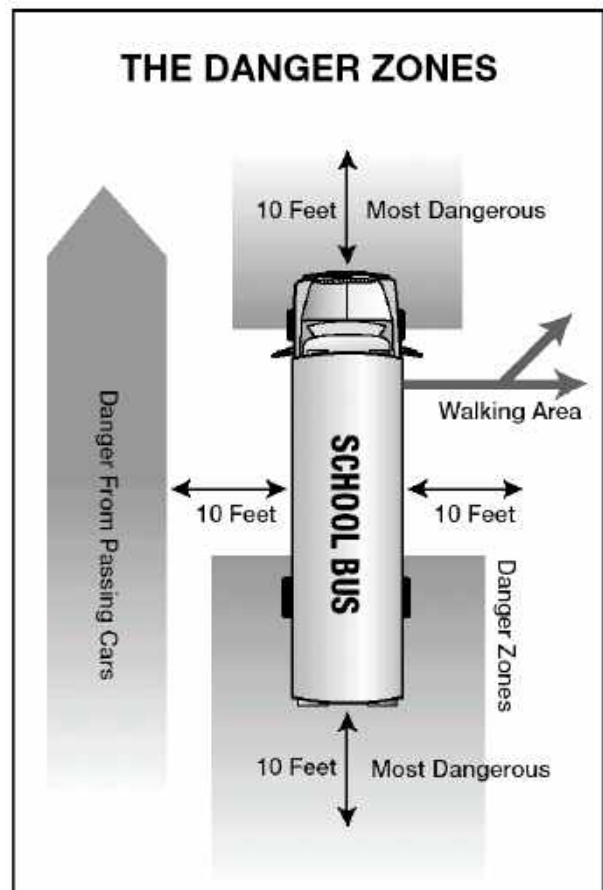 THE DANGER ZONES
10 Feet
Most Dangerous
Walking Area
Danger From Passing Cars
SCHOOL BUS
10 Feet
10 Feet
Danger Zones
10 Feet
Most Dangerous